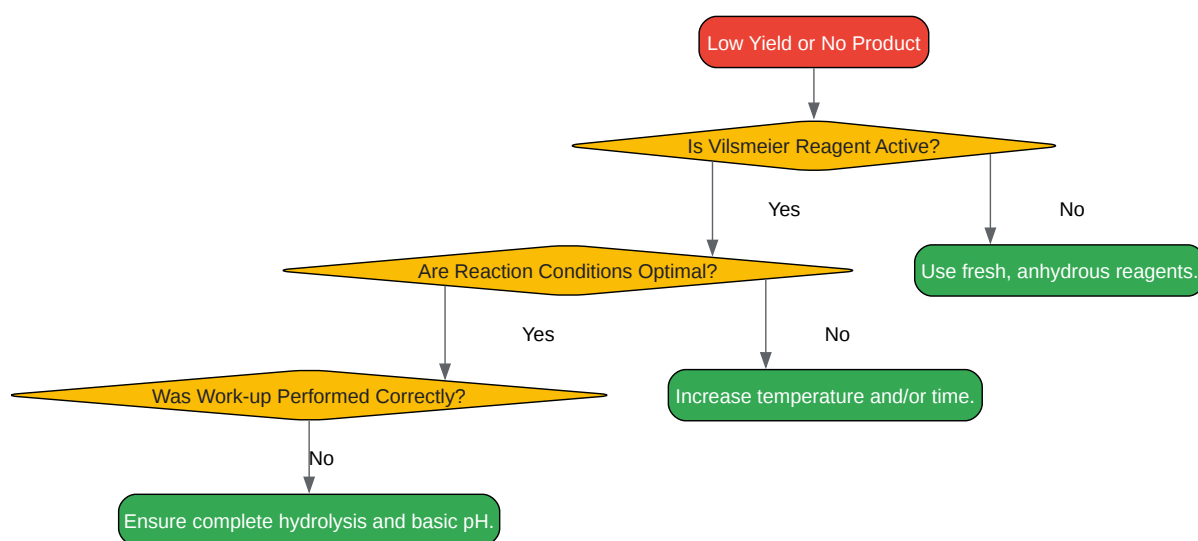 Low Yield or No Product
Is Vilsmeier Reagent Active?
Yes
No
Are Reaction Conditions Optimal?
Use fresh, anhydrous reagents.
Yes
No
Was Work-up Performed Correctly?
Increase temperature and/or time.
No
Ensure complete hydrolysis and basic pH.